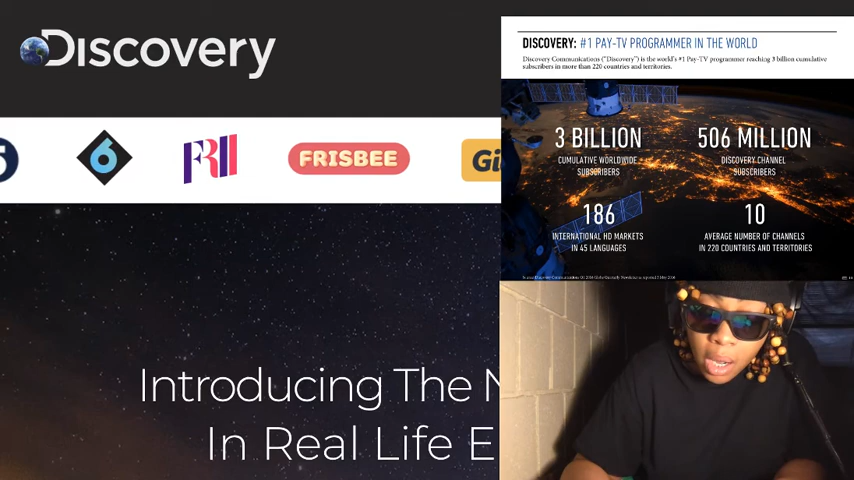 Discovery
6
FRII
FRISBEE
Gi
Introducing The
In Real Life E
DISCOVERY: #1 PAY-TV PROGRAMMER IN THE WORLD
Discovery Communications ("Discovery") is the world's #1 Pay-TV programmer reaching 3 billion cumulative
subscribers in more than 220 countries and territories.
3 BILLION
CUMULATIVE WORLDWIDE
SUBSCRIBERS
506 MILLION
DISCOVERY CHANNEL
SUBSCRIBERS
186
INTERNATIONAL HD MARKETS
IN 45 LANGUAGES
10
AVERAGE NUMBER OF CHANNELS
IN 220 COUNTRIES AND TERRITORIES